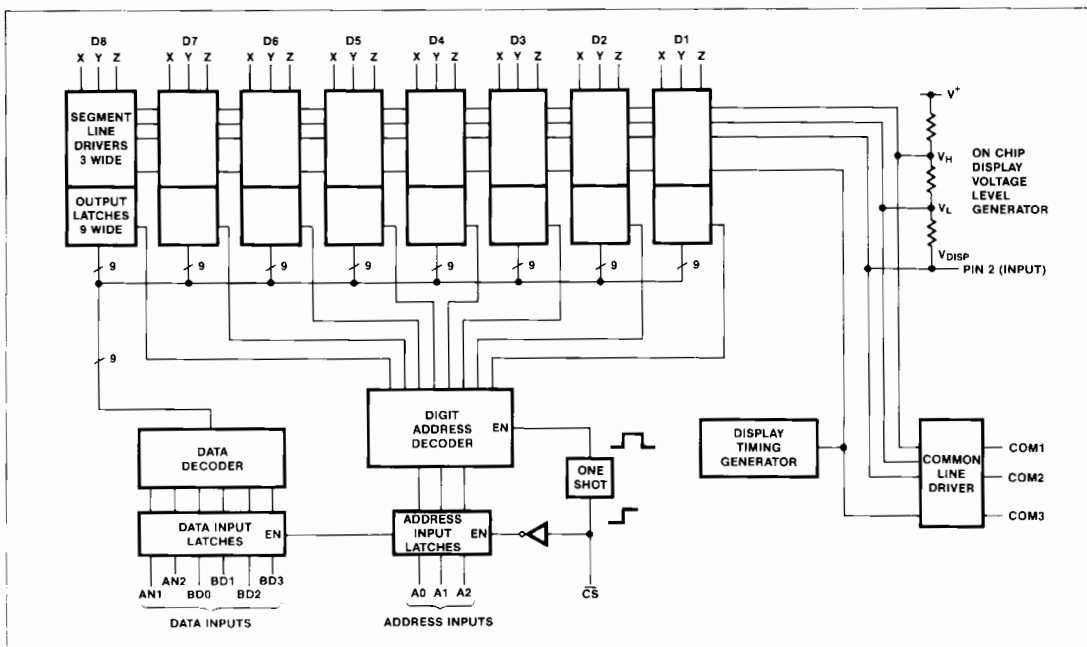 D8 D7 D6 D5 D4 D3 D2 D1
X Y Z X Y Z X Y Z X Y Z X Y Z X Y Z X Y Z X Y Z
SEGMENT
LINE
DRIVERS
3 WIDE
OUTPUT
LATCHES
9 WIDE
V+
VH
VL
VDISP
PIN 2 (INPUT)
ON CHIP
DISPLAY
VOLTAGE
LEVEL
GENERATOR
9 9 9 9 9 9 9 9
9
DIGIT
ADDRESS
DECODER
EN
DATA
DECODER
ONE
SHOT
DISPLAY
TIMING
GENERATOR
COMMON
LINE
DRIVER
COM1
COM2
COM3
DATA INPUT
LATCHES
EN
ADDRESS
INPUT
LATCHES
EN
AN1 AN2 BD0 BD1 BD2 BD3
A0 A1 A2
CS
DATA INPUTS
ADDRESS INPUTS